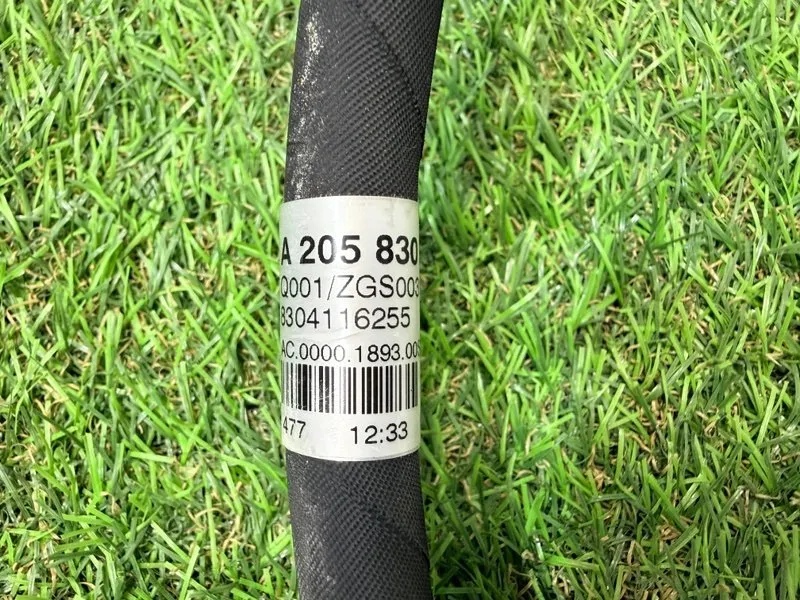 A 205 830
Q001/ZGS003
8304116255
AC.0000.1893.00
477 12:33